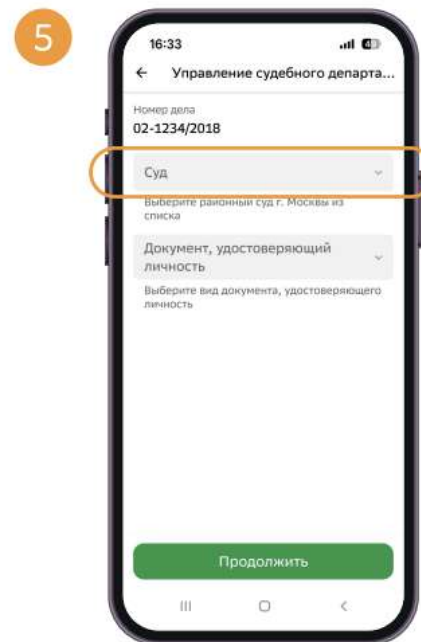 5
16:33
Управление судебного департа...
Номер дела
02-1234/2018
Суд
Выберите районный суд г. Москвы из
списка
Документ, удостоверяющий
личность
Выберите вид документа, удостоверяющего
личность
Продолжить